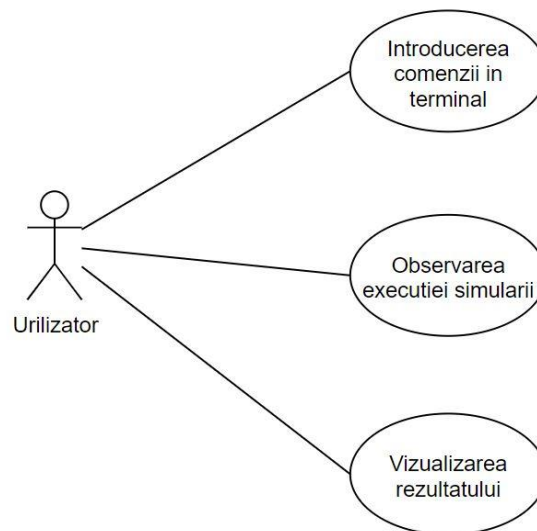 Introducerea
comenzii in
terminal
Observarea
executiei simularii
Urilizator
Vizualizarea
rezultatului